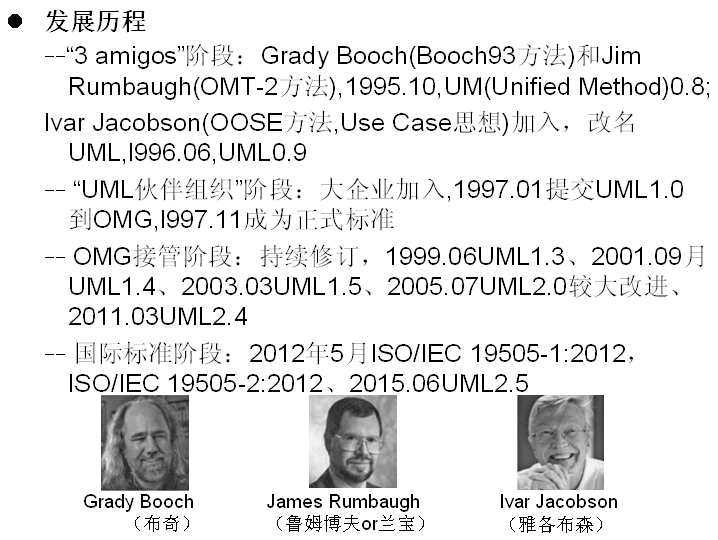 ● 发展历程
--“3 amigos”阶段：Grady Booch(Booch93方法)和Jim
Rumbaugh(OMT-2方法),1995.10,UM(Unified Method)0.8;
Ivar Jacobson(OOSE方法,Use Case思想)加入，改名
UML,I996.06,UML0.9
-- “UML伙伴组织”阶段：大企业加入,1997.01提交UML1.0
到OMG,I997.11成为正式标准
-- OMG接管阶段：持续修订，1999.06UML1.3、2001.09月
UML1.4、2003.03UML1.5、2005.07UML2.0较大改进、
2011.03UML2.4
-- 国际标准阶段：2012年5月ISO/IEC 19505-1:2012，
ISO/IEC 19505-2:2012、2015.06UML2.5
Grady Booch James Rumbaugh Ivar Jacobson
（布奇） （鲁姆博夫or兰宝） （雅各布森）